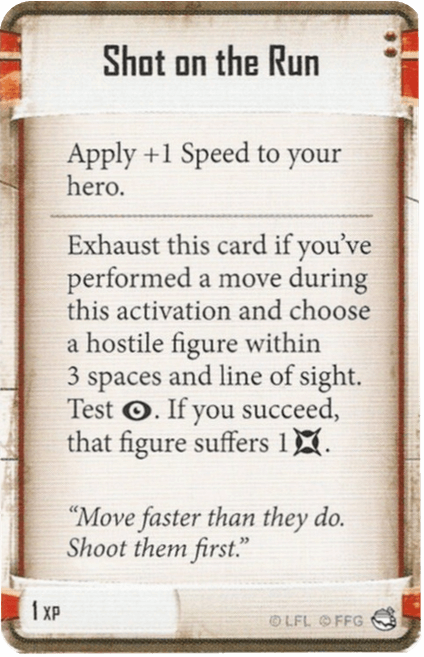 Shot on the Run
Apply +1 Speed to your
hero.
Exhaust this card if you’ve
performed a move during
this activation and choose
a hostile figure within
3 spaces and line of sight.
Test . If you succeed,
that figure suffers 1 .
“Move faster than they do.
Shoot them first.”
1 XP
© LFL © FFG